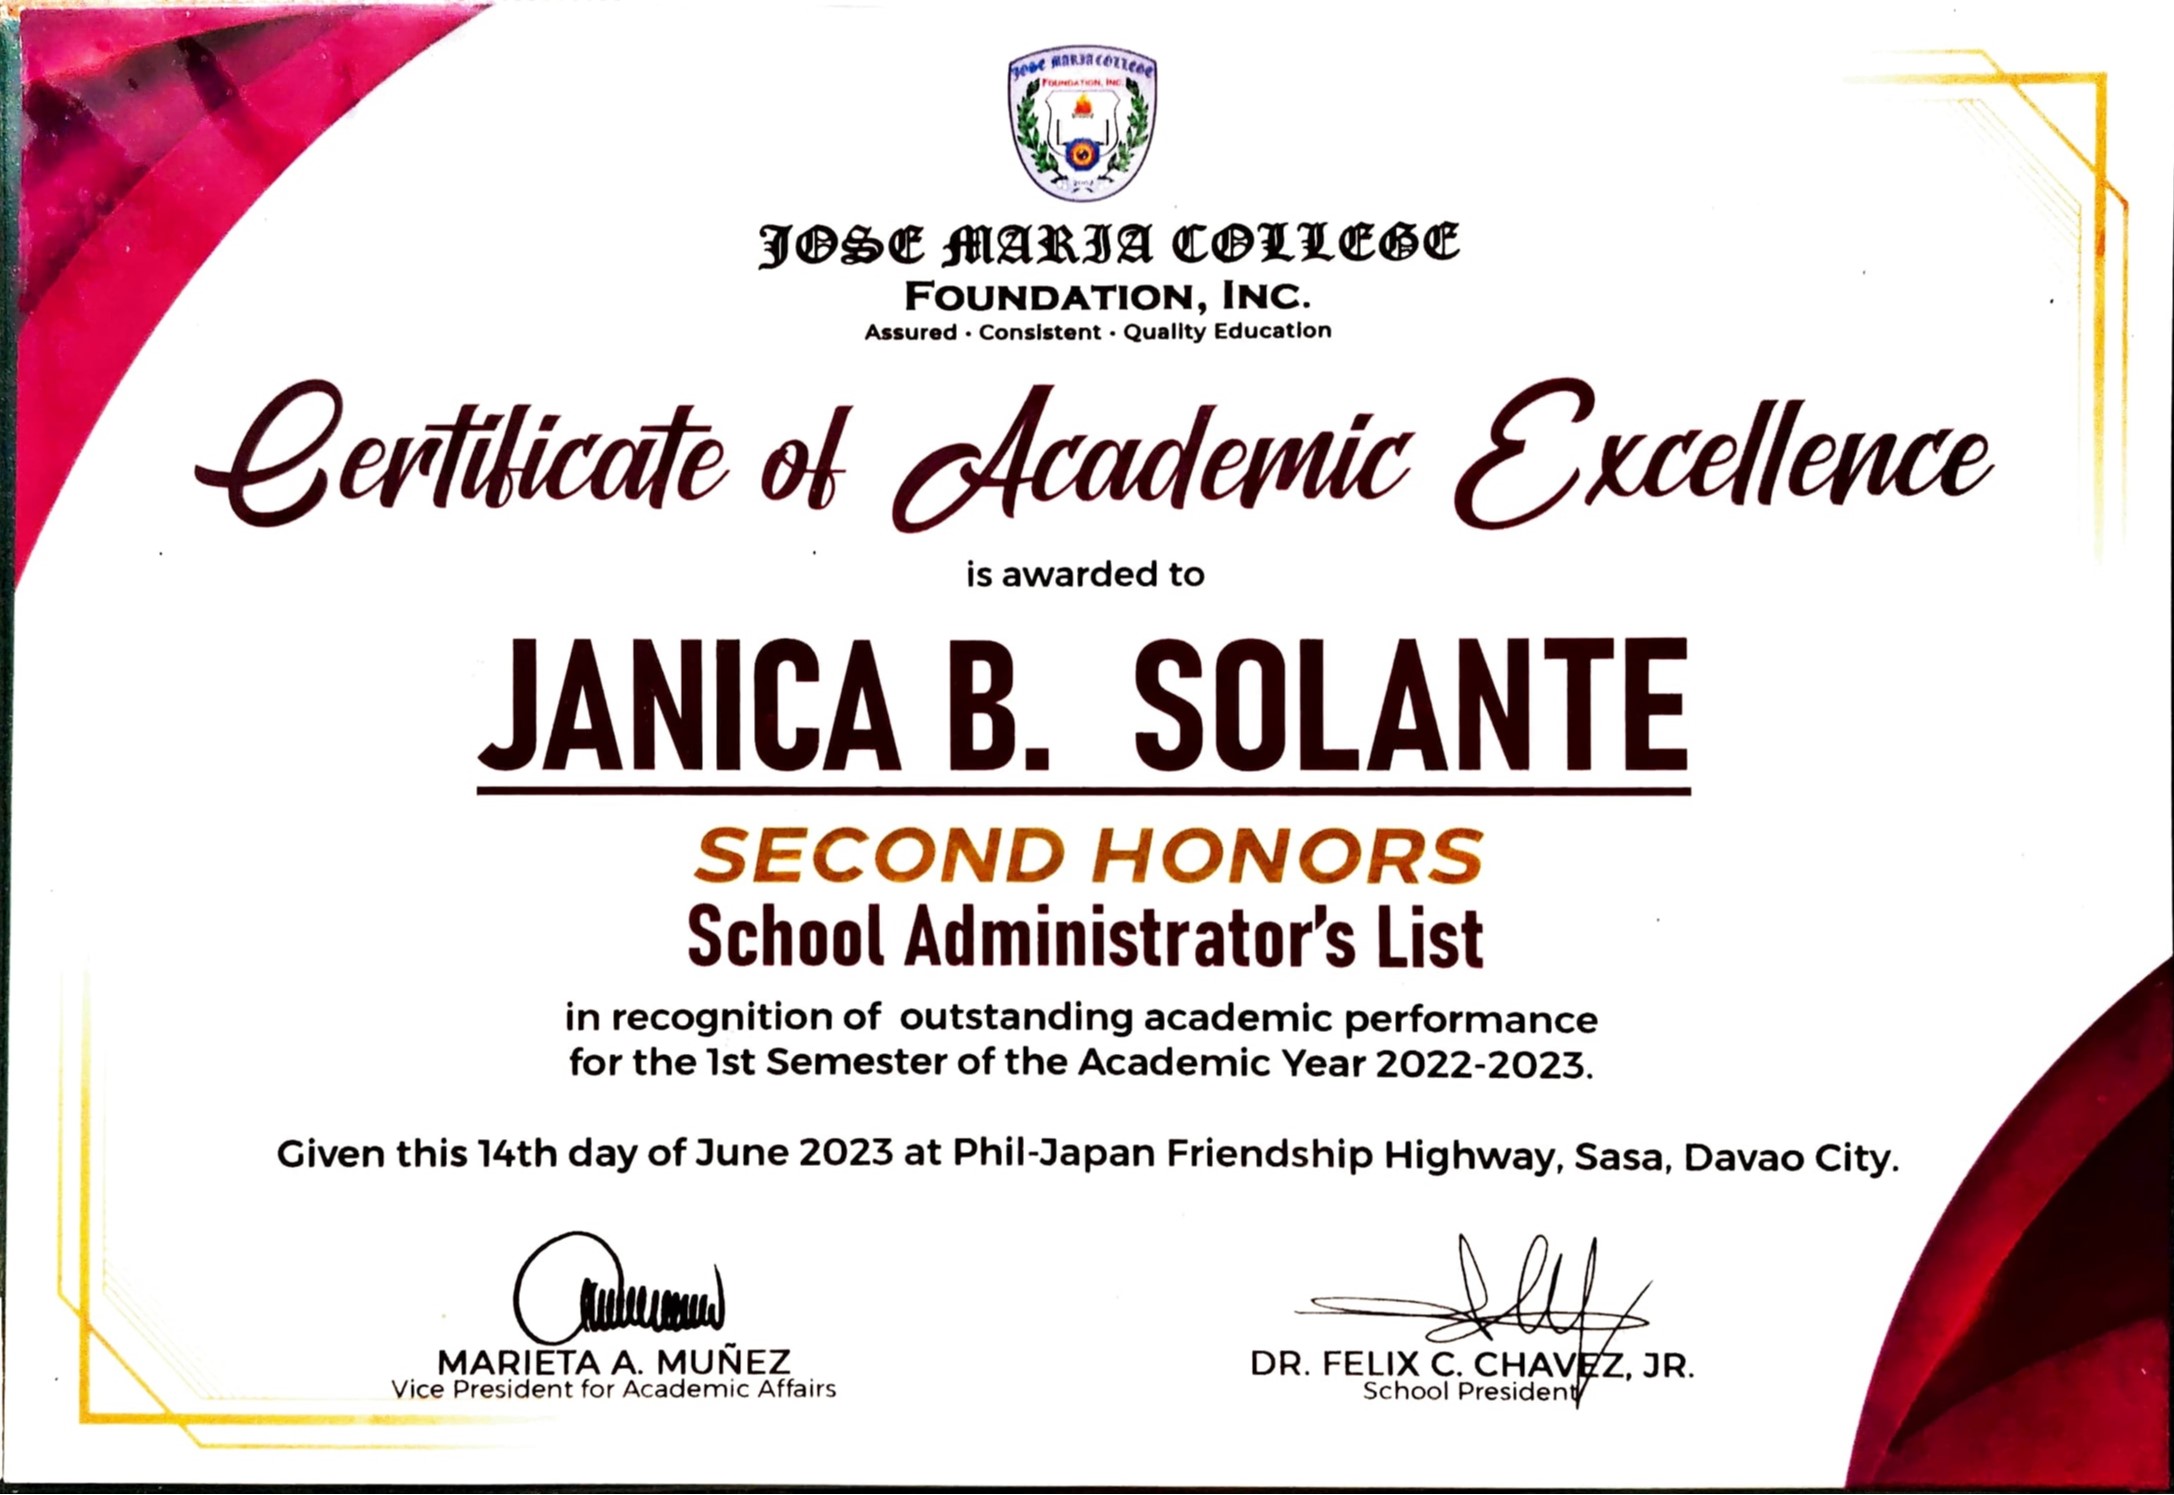 JOSE MARIA COLLEGE
FOUNDATION, INC.
JOSE MARIA COLLEGE
FOUNDATION, INC.
Assured · Consistent · Quality Education
Certificate of Academic Excellence
is awarded to
JANICA B. SOLANTE
SECOND HONORS
School Administrator's List
in recognition of outstanding academic performance
for the 1st Semester of the Academic Year 2022-2023.
Given this 14th day of June 2023 at Phil-Japan Friendship Highway, Sasa, Davao City.
MARIETA A. MUÑEZ
Vice President for Academic Affairs
DR. FELIX C. CHAVEZ, JR.
School President